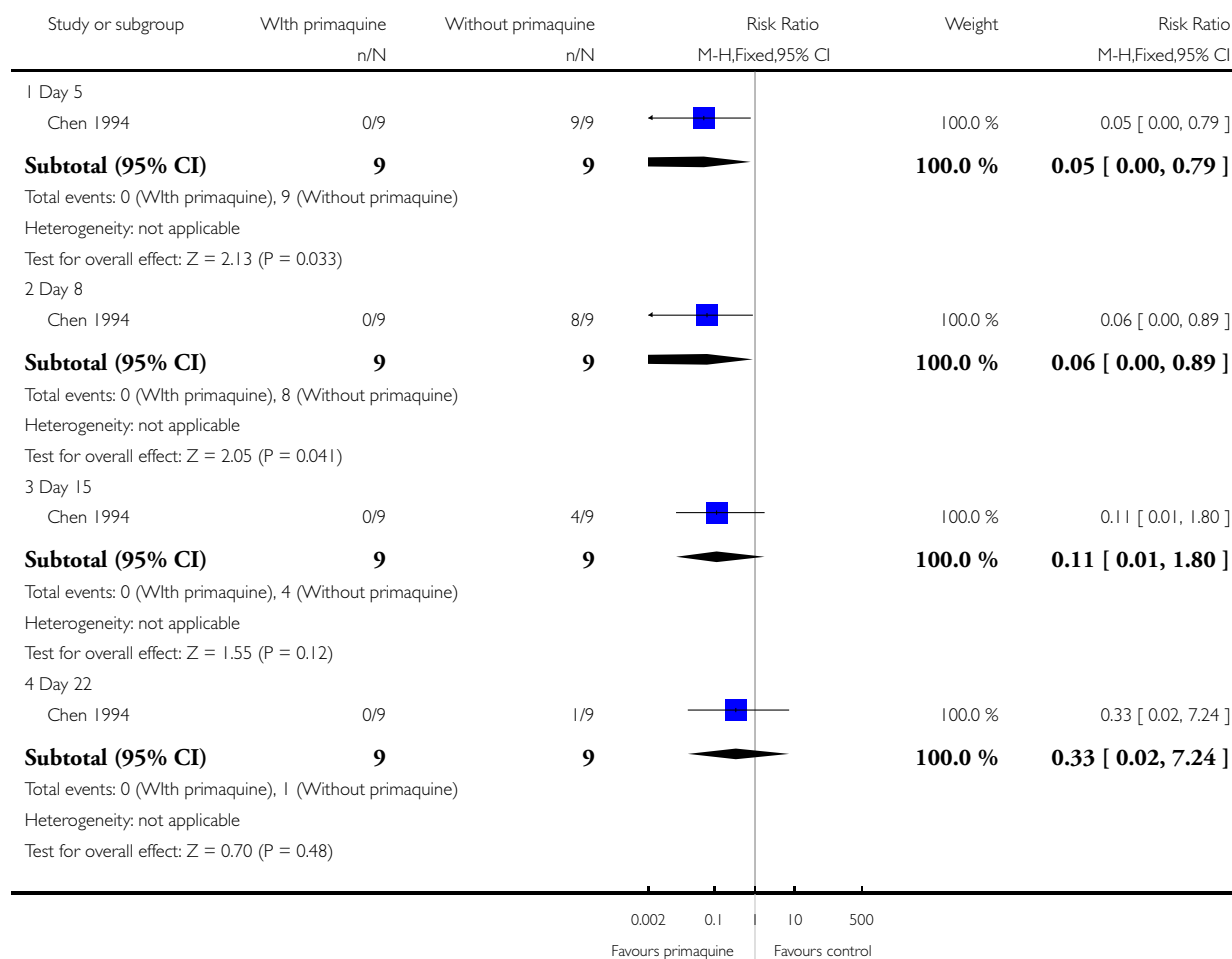 Study or subgroup WIth primaquine Without primaquine Risk Ratio Weight Risk Ratio
n/N n/N M-H,Fixed,95% CI M-H,Fixed,95% CI
1 Day 5
Chen 1994 0/9 9/9 100.0 % 0.05 [ 0.00, 0.79 ]
Subtotal (95% CI) 9 9 100.0 % 0.05 [ 0.00, 0.79 ]
Total events: 0 (WIth primaquine), 9 (Without primaquine)
Heterogeneity: not applicable
Test for overall effect: Z = 2.13 (P = 0.033)
2 Day 8
Chen 1994 0/9 8/9 100.0 % 0.06 [ 0.00, 0.89 ]
Subtotal (95% CI) 9 9 100.0 % 0.06 [ 0.00, 0.89 ]
Total events: 0 (WIth primaquine), 8 (Without primaquine)
Heterogeneity: not applicable
Test for overall effect: Z = 2.05 (P = 0.041)
3 Day 15
Chen 1994 0/9 4/9 100.0 % 0.11 [ 0.01, 1.80 ]
Subtotal (95% CI) 9 9 100.0 % 0.11 [ 0.01, 1.80 ]
Total events: 0 (WIth primaquine), 4 (Without primaquine)
Heterogeneity: not applicable
Test for overall effect: Z = 1.55 (P = 0.12)
4 Day 22
Chen 1994 0/9 1/9 100.0 % 0.33 [ 0.02, 7.24 ]
Subtotal (95% CI) 9 9 100.0 % 0.33 [ 0.02, 7.24 ]
Total events: 0 (WIth primaquine), 1 (Without primaquine)
Heterogeneity: not applicable
Test for overall effect: Z = 0.70 (P = 0.48)
0.002 0.1 1 10 500
Favours primaquine Favours control